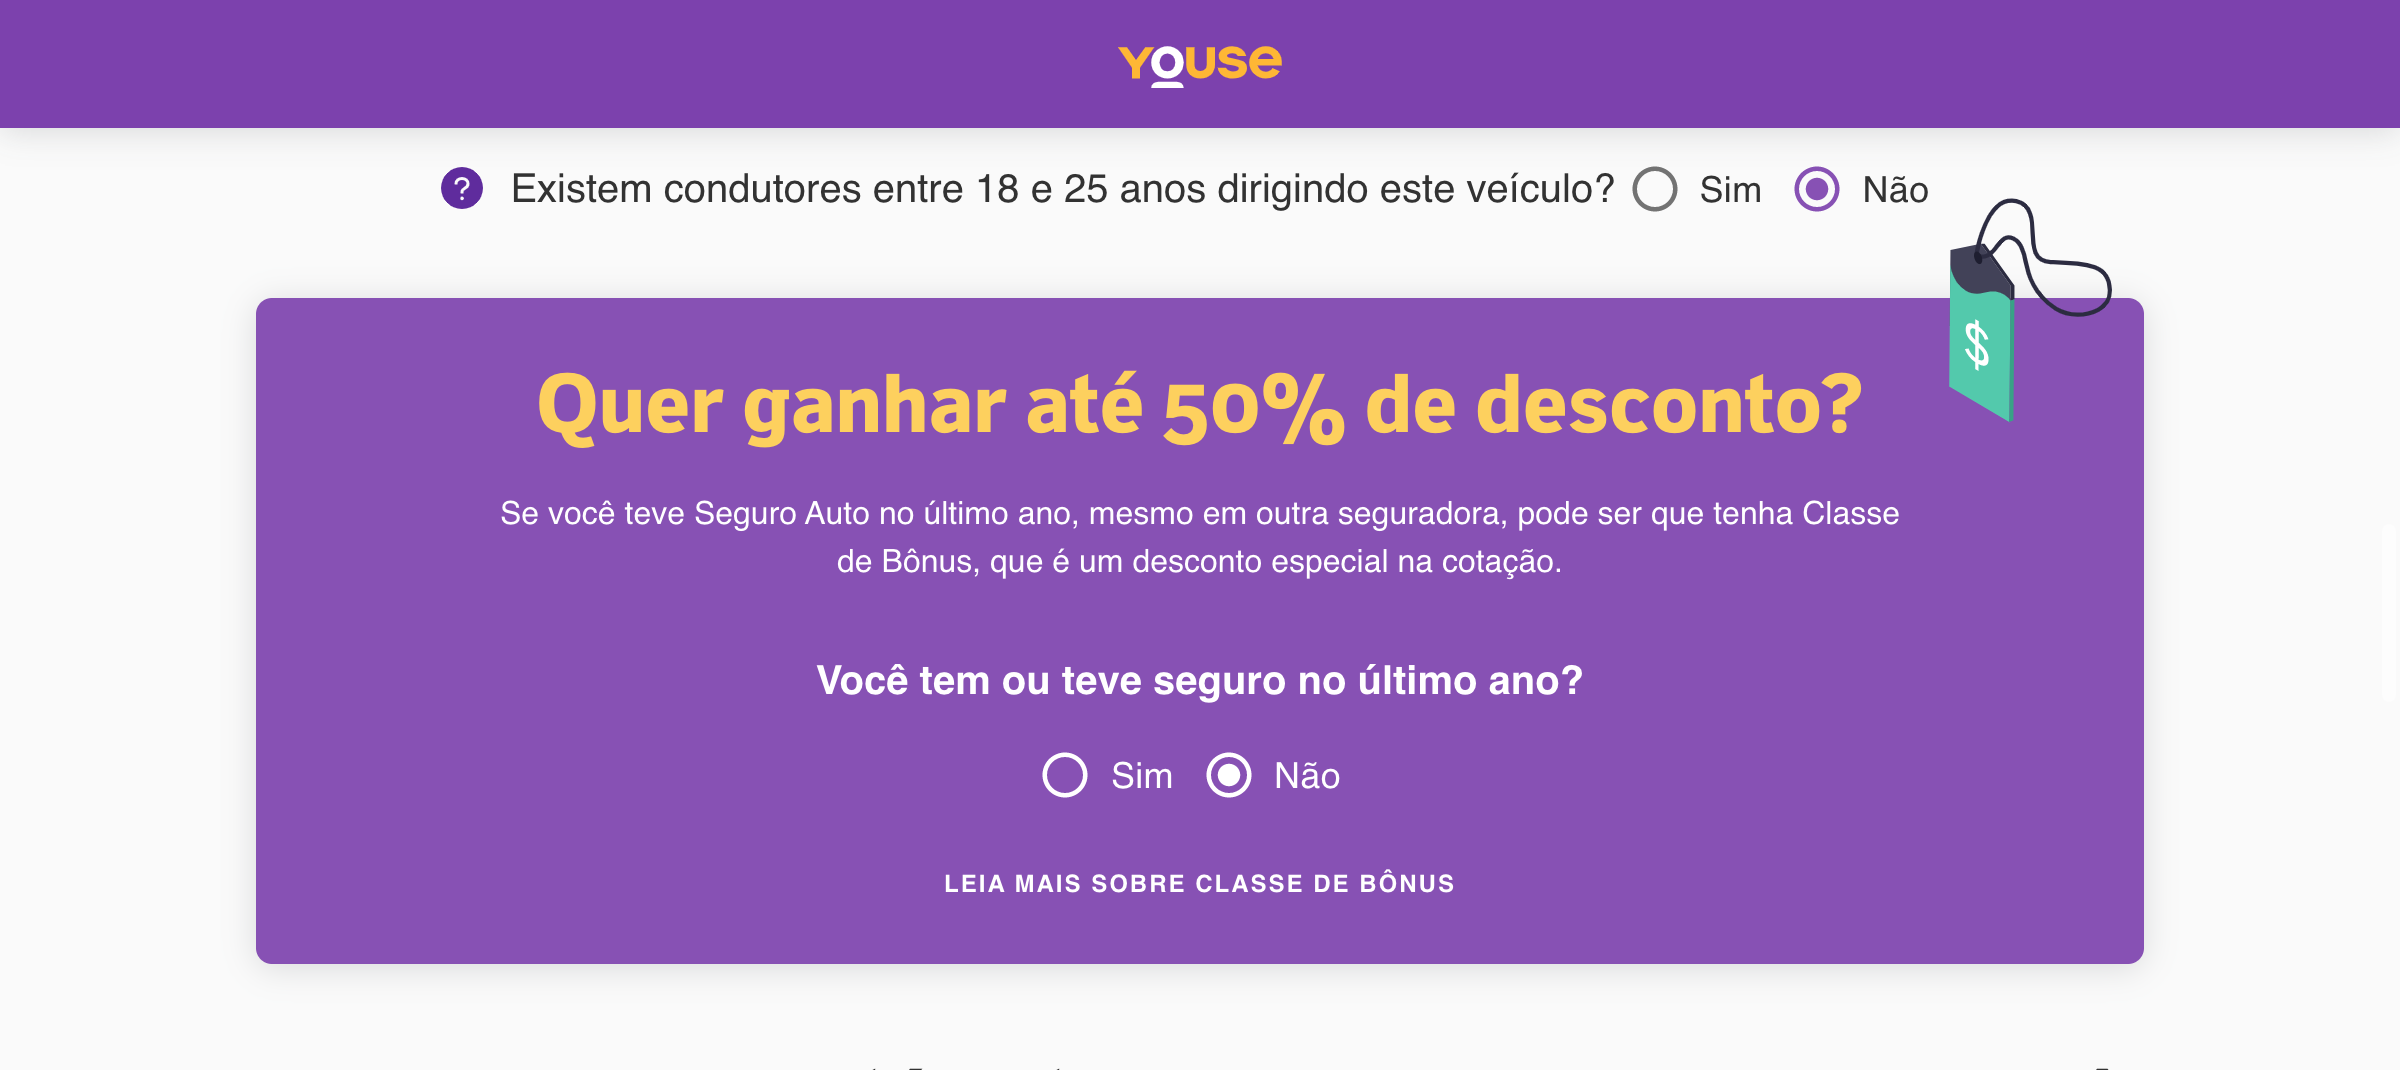 YOUSE
? Existem condutores entre 18 e 25 anos dirigindo este veículo? Sim Não
$
Quer ganhar até 50% de desconto?
Se você teve Seguro Auto no último ano, mesmo em outra seguradora, pode ser que tenha Classe
de Bônus, que é um desconto especial na cotação.
Você tem ou teve seguro no último ano?
Sim Não
LEIA MAIS SOBRE CLASSE DE BÔNUS